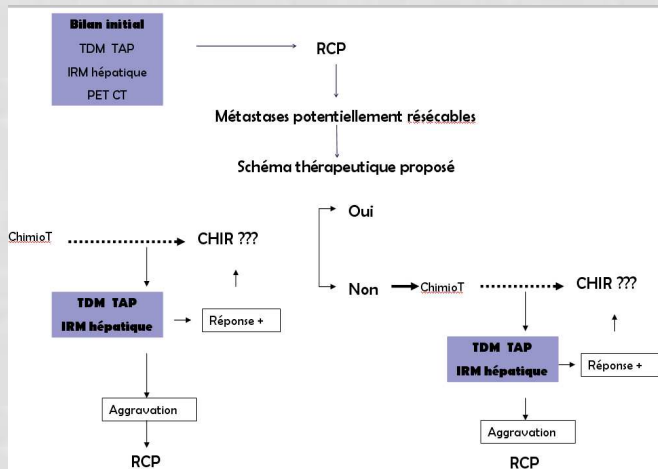 Bilan initial
TDM TAP
IRM hépatique
PET CT
RCP
Métastases potentiellement résécables
Schéma thérapeutique proposé
Oui
ChimioT
CHIR ???
TDM TAP
IRM hépatique
Réponse +
Aggravation
RCP
Non
ChimioT
CHIR ???
TDM TAP
IRM hépatique
Réponse +
Aggravation
RCP